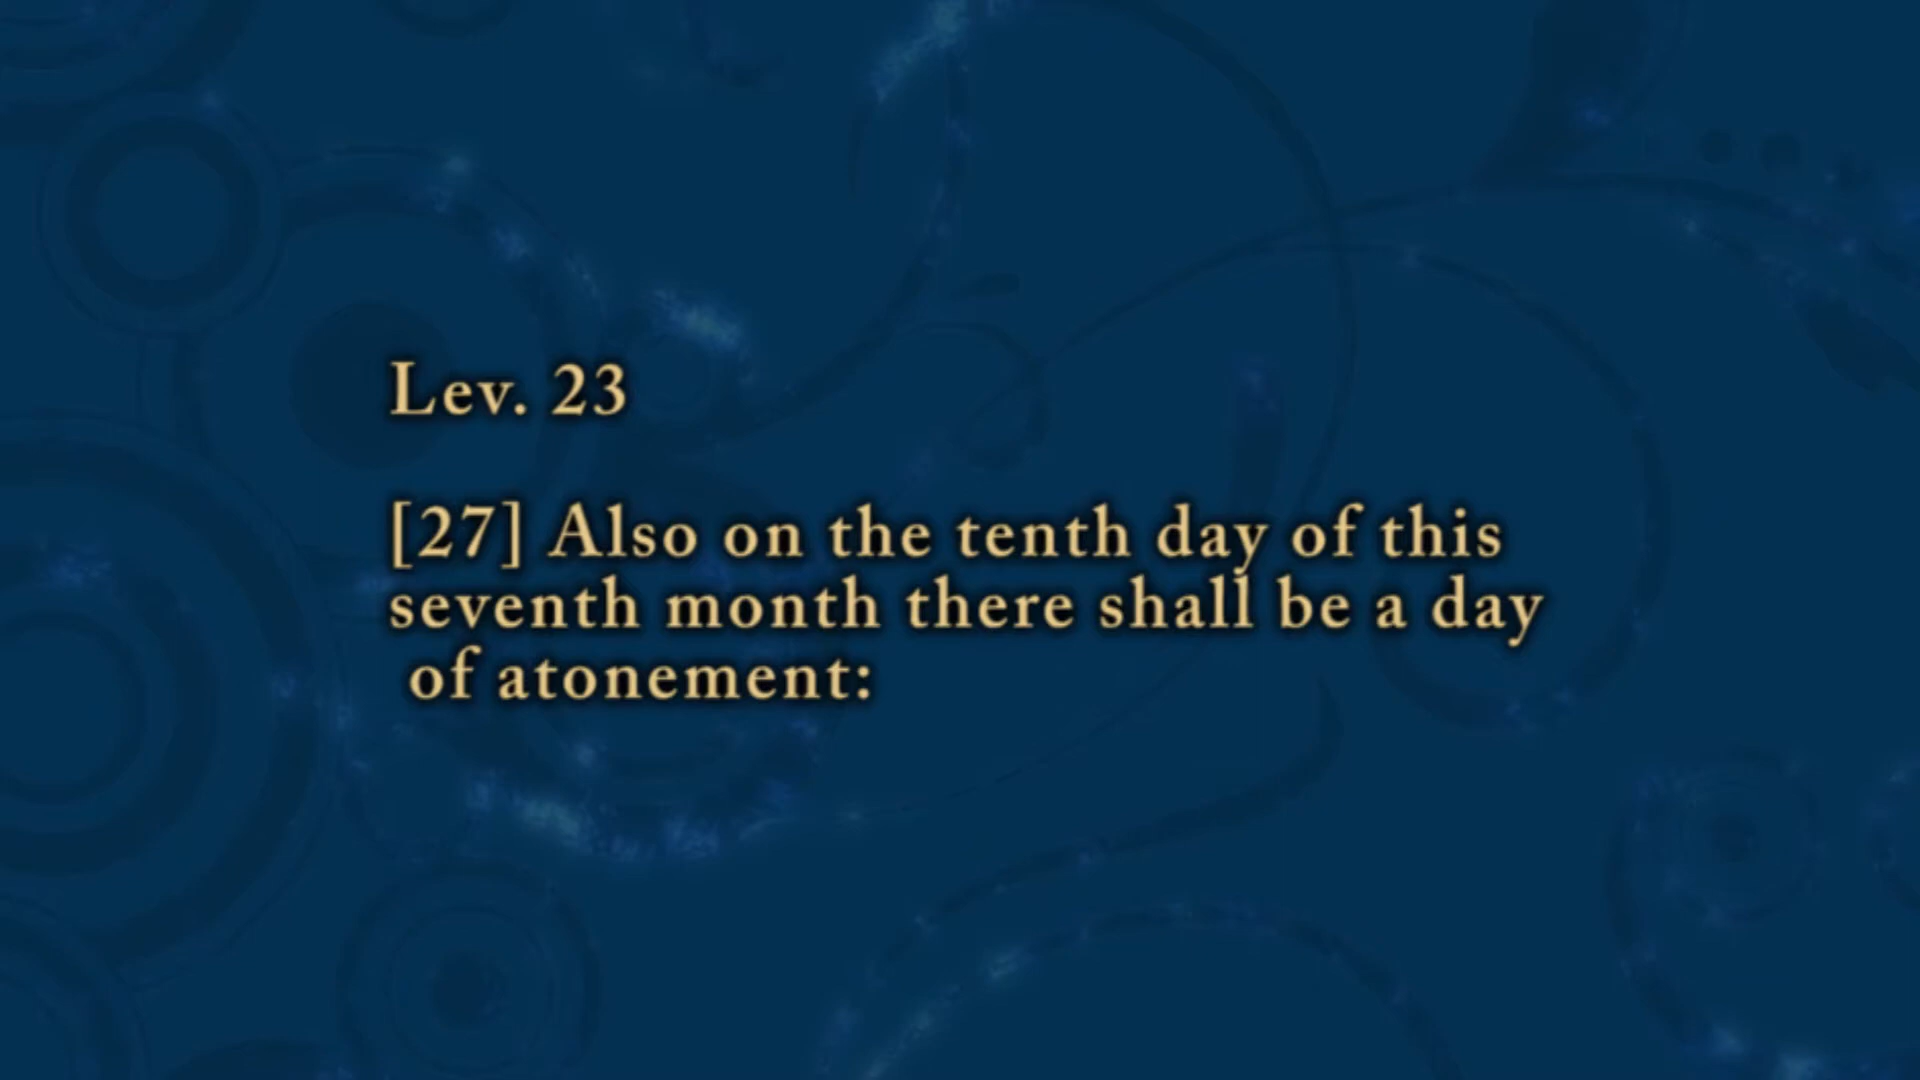 Lev. 23
[27] Also on the tenth day of this
seventh month there shall be a day
of atonement: